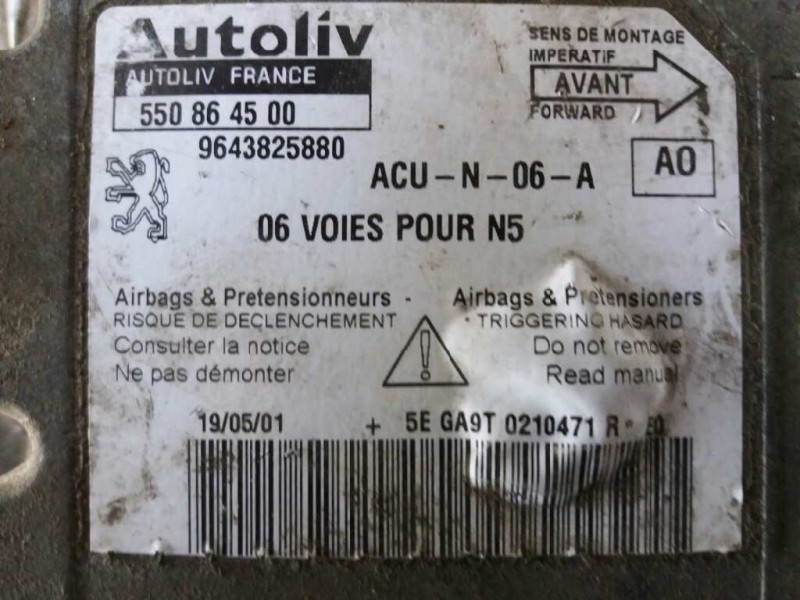 Autoliv
AUTOLIV FRANCE
550 86 45 00
9643825880
SENS DE MONTAGE
IMPERATIF
AVANT
FORWARD
ACU-N-06-A
A0
06 VOIES POUR N5
Airbags & Pretensionneurs -
RISQUE DE DECLENCHEMENT
Consulter la notice
Ne pas démonter
Airbags & Pretensioners
TRIGGERING HASARD
Do not remove
Read manual
19/05/01 + 5E GA9T 0210471 R